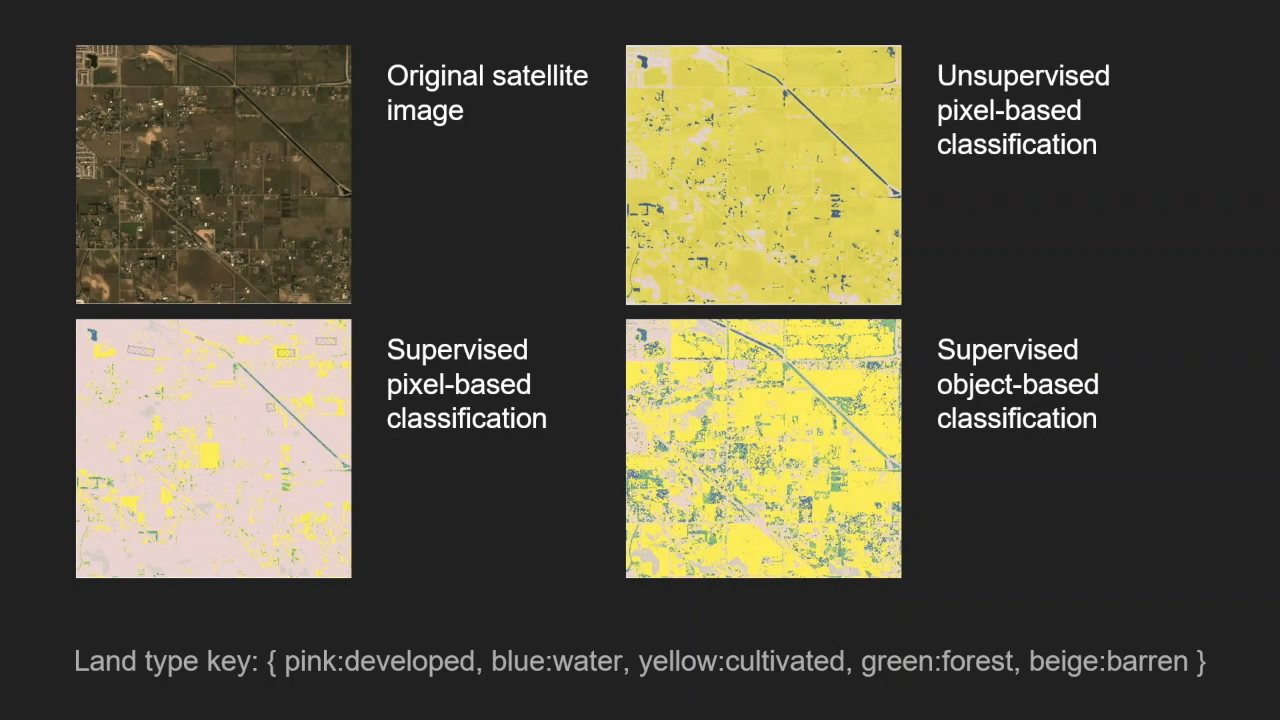 Original satellite
image
Unsupervised
pixel-based
classification
Supervised
pixel-based
classification
Supervised
object-based
classification
Land type key: { pink:developed, blue:water, yellow:cultivated, green:forest, beige:barren }